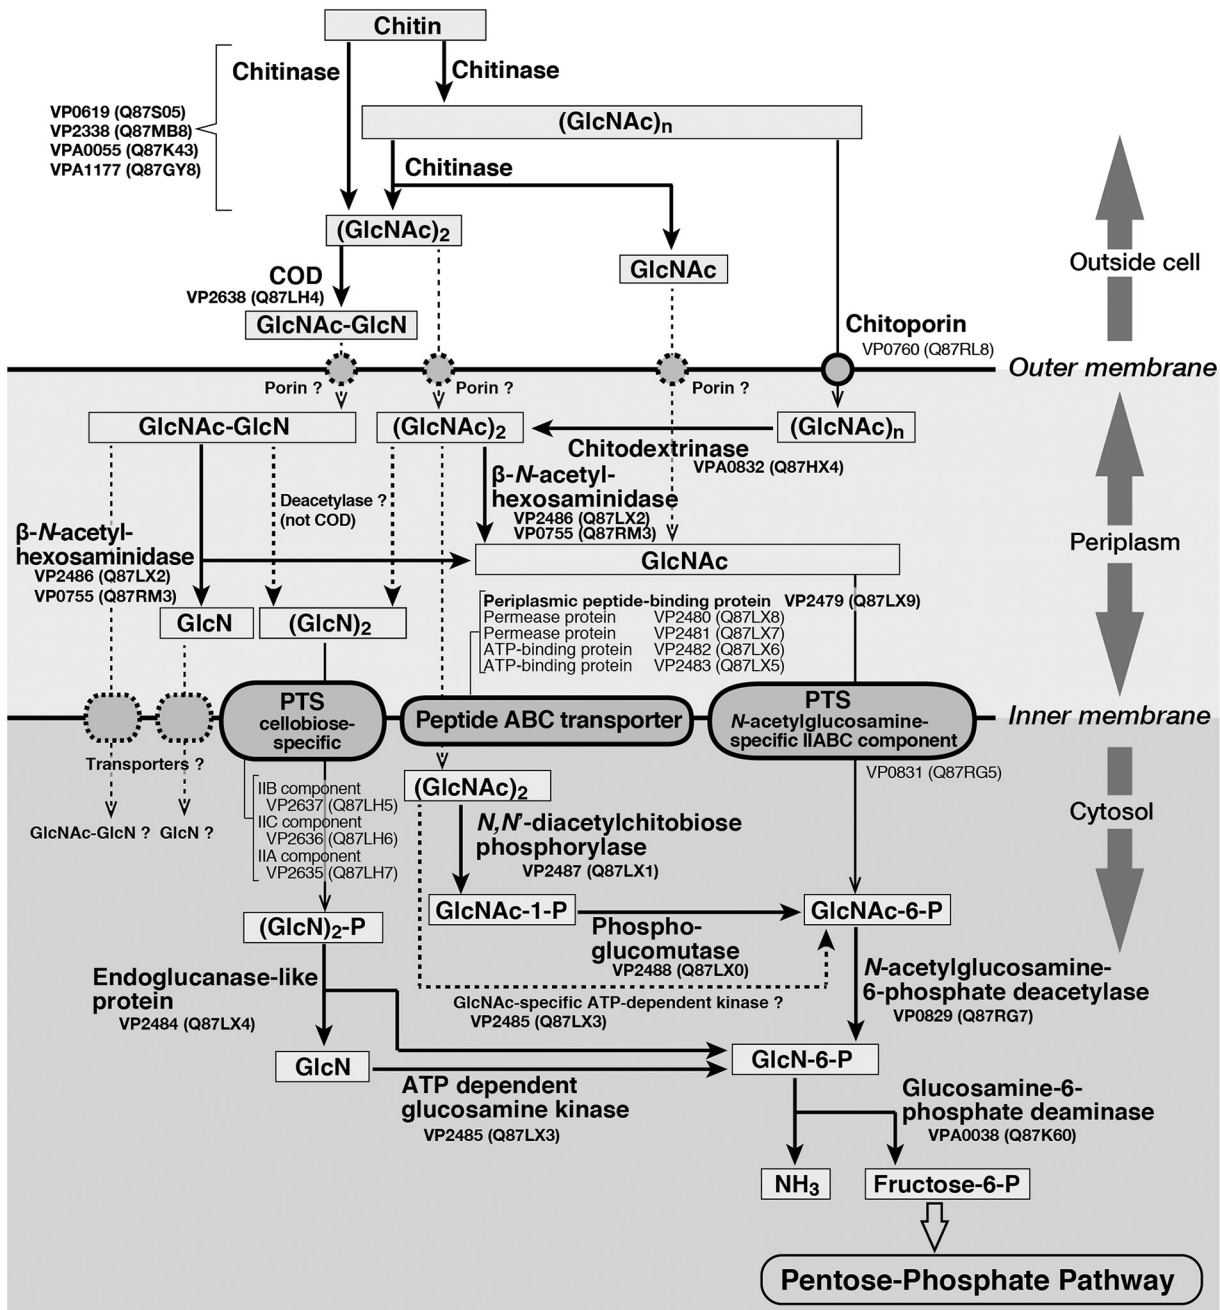 Chitin
Chitinase
Chitinase
VP0619 (Q87S05)
VP2338 (Q87MB8)
VPA0055 (Q87K43)
VPA1177 (Q87GY8)
(GlcNAc)n
Chitinase
(GlcNAc)2
GlcNAc
Outside cell
COD
VP2638 (Q87LH4)
GlcNAc-GlcN
Chitoporin
VP0760 (Q87RL8)
Outer membrane
Porin ?
Porin ?
Porin ?
GlcNAc-GlcN
(GlcNAc)2
(GlcNAc)n
Chitodextrinase
VPA0832 (Q87HX4)
β-N-acetyl-
hexosaminidase
VP2486 (Q87LX2)
VP0755 (Q87RM3)
Deacetylase ?
(not COD)
β-N-acetyl-
hexosaminidase
VP2486 (Q87LX2)
VP0755 (Q87RM3)
GlcNAc
Periplasm
GlcN
(GlcN)2
Periplasmic peptide-binding protein VP2479 (Q87LX9)
Permease protein VP2480 (Q87LX8)
Permease protein VP2481 (Q87LX7)
ATP-binding protein VP2482 (Q87LX6)
ATP-binding protein VP2483 (Q87LX5)
PTS
cellobiose-
specific
Peptide ABC transporter
PTS
N-acetylglucosamine-
specific IIABC component
Inner membrane
VP0831 (Q87RG5)
Transporters ?
GlcNAc-GlcN ?
GlcN ?
IIB component
VP2637 (Q87LH5)
IIC component
VP2636 (Q87LH6)
IIA component
VP2635 (Q87LH7)
(GlcNAc)2
Cytosol
N,N'-diacetylchitobiose
phosphorylase
VP2487 (Q87LX1)
(GlcN)2-P
GlcNAc-1-P
GlcNAc-6-P
Phospho-
glucomutase
VP2488 (Q87LX0)
Endoglucanase-like
protein
VP2484 (Q87LX4)
GlcNAc-specific ATP-dependent kinase ?
VP2485 (Q87LX3)
N-acetylglucosamine-
6-phosphate deacetylase
VP0829 (Q87RG7)
GlcN
GlcN-6-P
ATP dependent
glucosamine kinase
VP2485 (Q87LX3)
Glucosamine-6-
phosphate deaminase
VPA0038 (Q87K60)
NH3
Fructose-6-P
Pentose-Phosphate Pathway